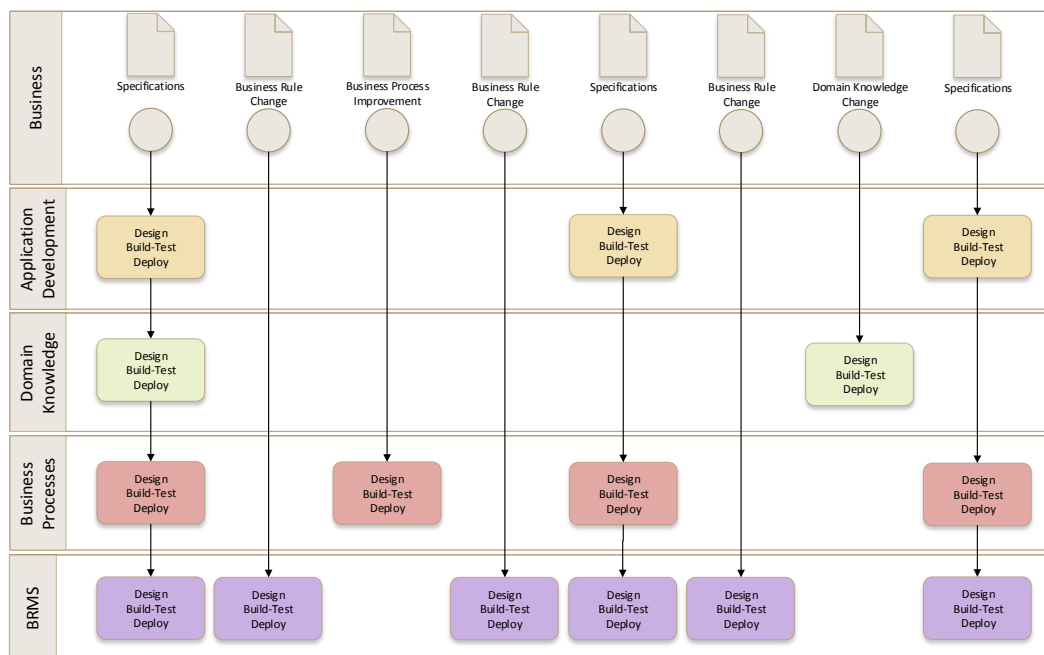 Business
Specifications
Business Rule
Change
Business Process
Improvement
Business Rule
Change
Specifications
Business Rule
Change
Domain Knowledge
Change
Specifications
Application
Development
Design
Build-Test
Deploy
Design
Build-Test
Deploy
Design
Build-Test
Deploy
Domain
Knowledge
Design
Build-Test
Deploy
Design
Build-Test
Deploy
Business
Processes
Design
Build-Test
Deploy
Design
Build-Test
Deploy
Design
Build-Test
Deploy
Design
Build-Test
Deploy
BRMS
Design
Build-Test
Deploy
Design
Build-Test
Deploy
Design
Build-Test
Deploy
Design
Build-Test
Deploy
Design
Build-Test
Deploy
Design
Build-Test
Deploy